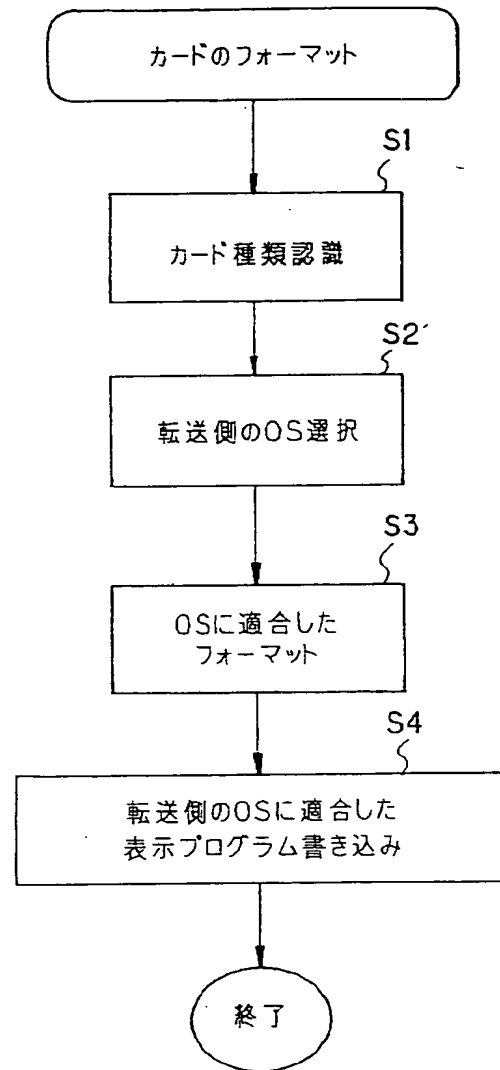 カードのフォーマット
S1
カード種類認識
S2
転送側のOS選択
S3
OSに適合した
フォーマット
S4
転送側のOSに適合した
表示プログラム書き込み
終了